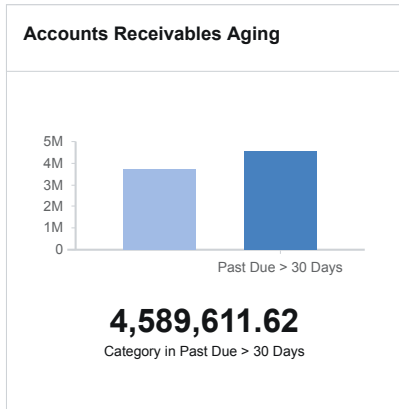 Accounts Receivables Aging
5M
4M
3M
2M
1M
0
Past Due > 30 Days
4,589,611.62
Category in Past Due > 30 Days